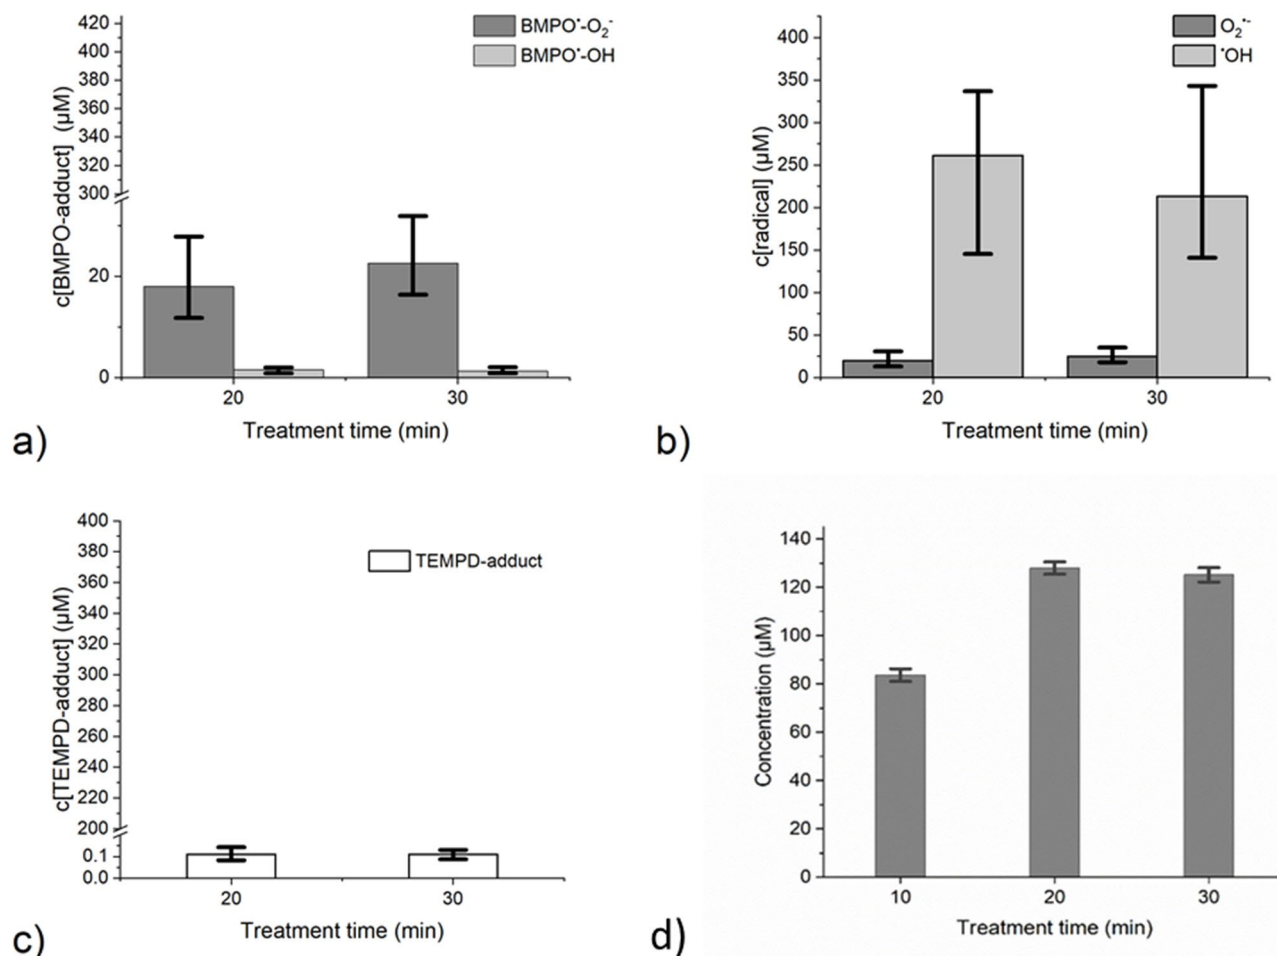 420
400
380
360
340
320
300
20
0
c[BMPO-adduct] (µM)
BMPO•-O₂⁻
BMPO•-OH
20
30
Treatment time (min)
a)
400
350
300
250
200
150
100
50
0
c[radical] (µM)
O₂•⁻
•OH
20
30
Treatment time (min)
b)
400
380
360
340
320
300
280
260
240
220
200
0.1
0.0
c[TEMPD-adduct] (µM)
TEMPD-adduct
20
30
Treatment time (min)
c)
140
120
100
80
60
40
20
0
Concentration (µM)
10
20
30
Treatment time (min)
d)